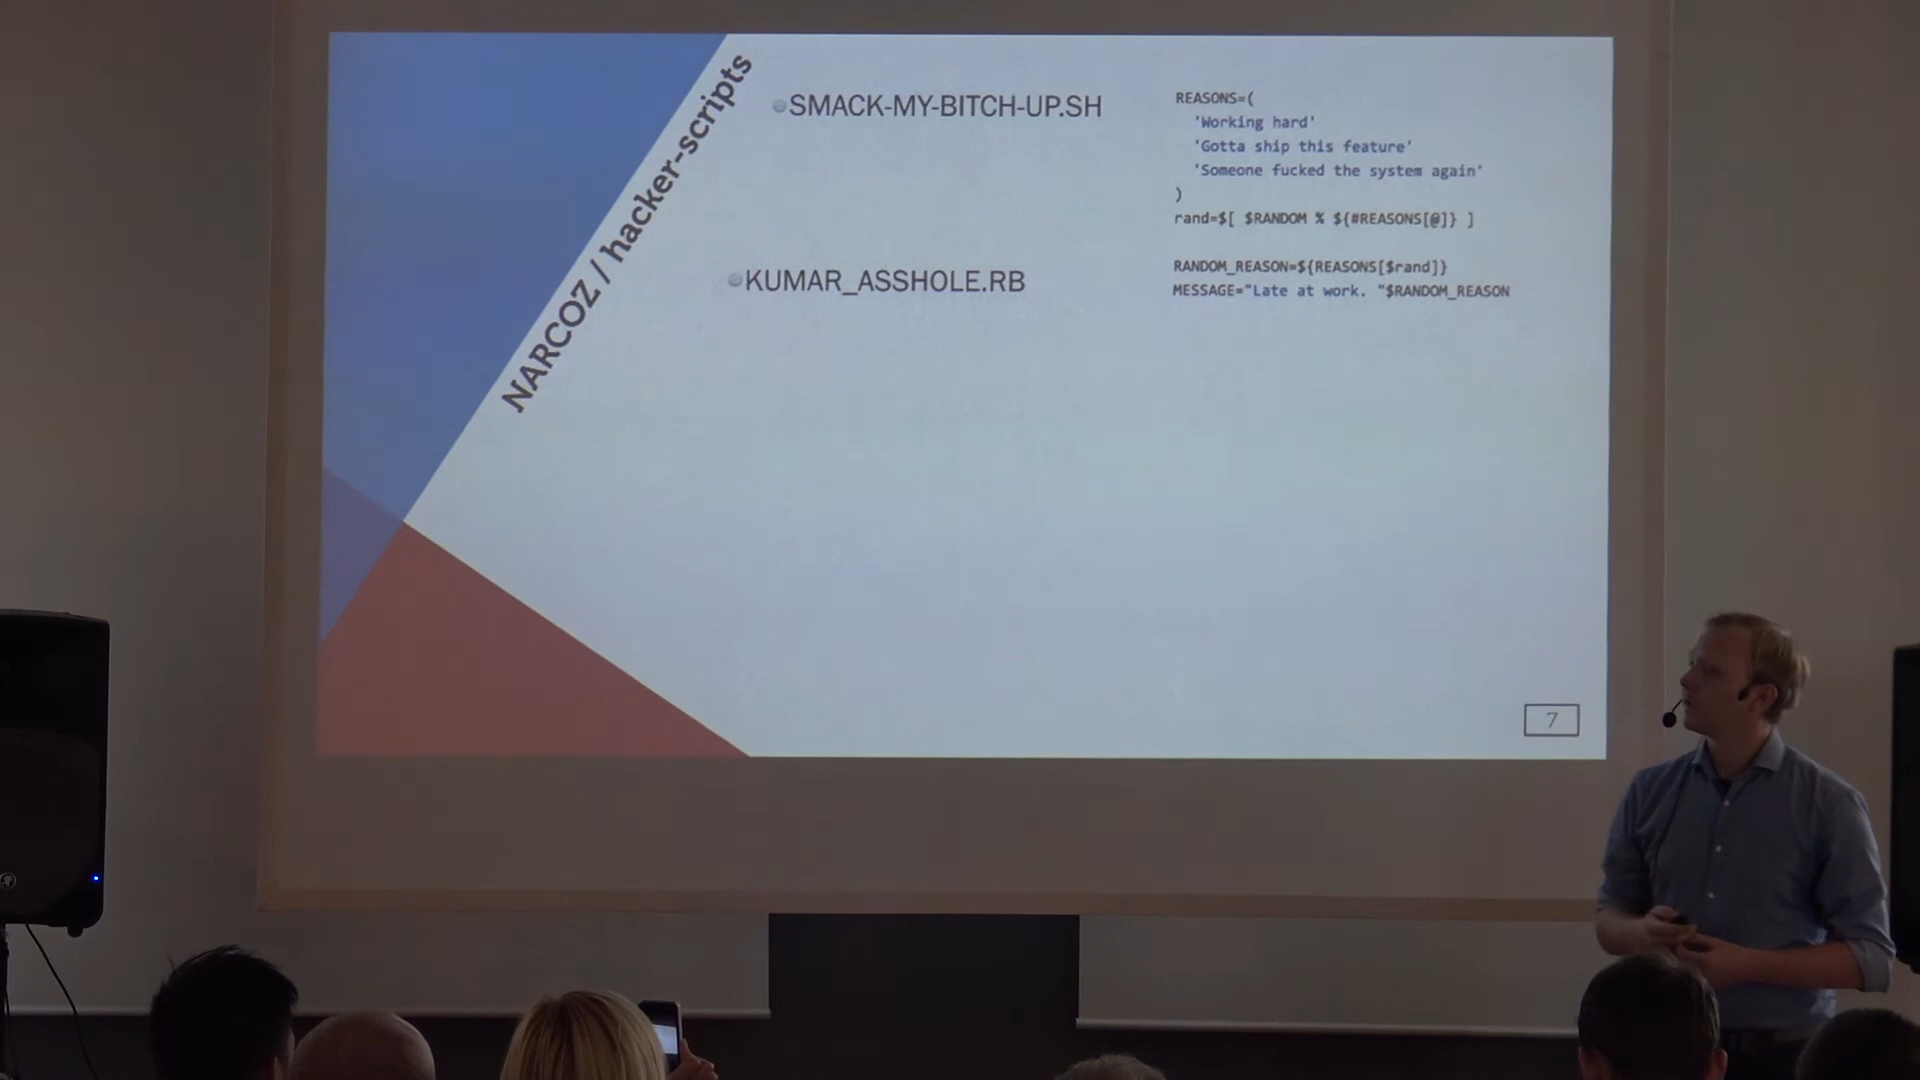 NARCOZ / hacker-scripts
SMACK-MY-BITCH-UP.SH
KUMAR_ASSHOLE.RB
REASONS=(
'Working hard'
'Gotta ship this feature'
'Someone fucked the system again'
)
rand=$[ $RANDOM % ${#REASONS[@]} ]
RANDOM_REASON=${REASONS[$rand]}
MESSAGE="Late at work. "$RANDOM_REASON
7